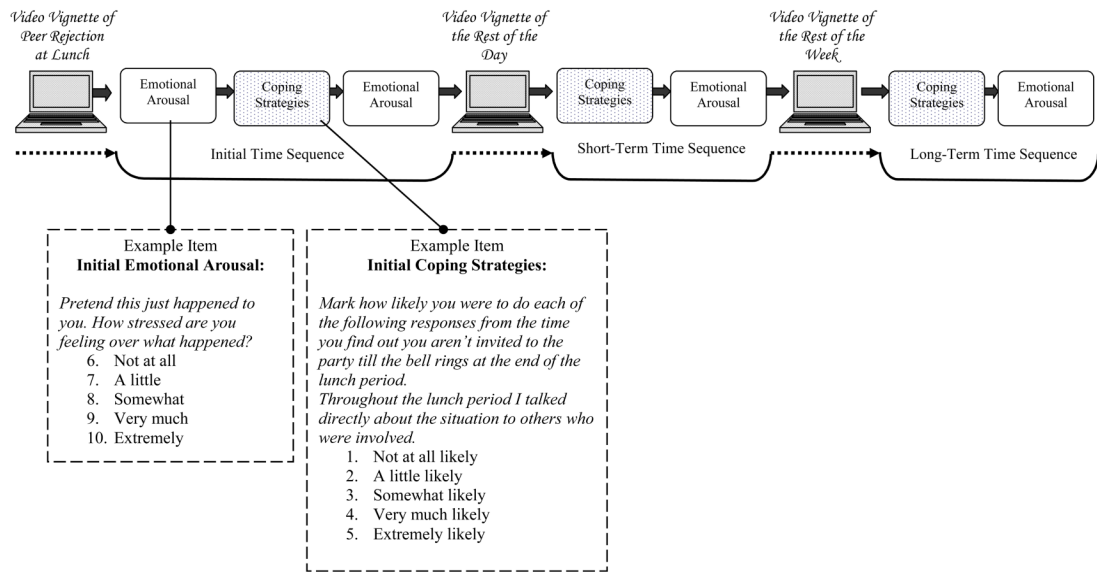 Video Vignette of
Peer Rejection
at Lunch
Video Vignette of
the Rest of the
Day
Video Vignette of
the Rest of the
Week
Emotional
Arousal
Coping
Strategies
Emotional
Arousal
Coping
Strategies
Emotional
Arousal
Coping
Strategies
Emotional
Arousal
Initial Time Sequence
Short-Term Time Sequence
Long-Term Time Sequence
Example Item
Initial Emotional Arousal:
Pretend this just happened to
you. How stressed are you
feeling over what happened?
6. Not at all
7. A little
8. Somewhat
9. Very much
10. Extremely
Example Item
Initial Coping Strategies:
Mark how likely you were to do each of
the following responses from the time
you find out you aren't invited to the
party till the bell rings at the end of the
lunch period.
Throughout the lunch period I talked
directly about the situation to others who
were involved.
1. Not at all likely
2. A little likely
3. Somewhat likely
4. Very much likely
5. Extremely likely